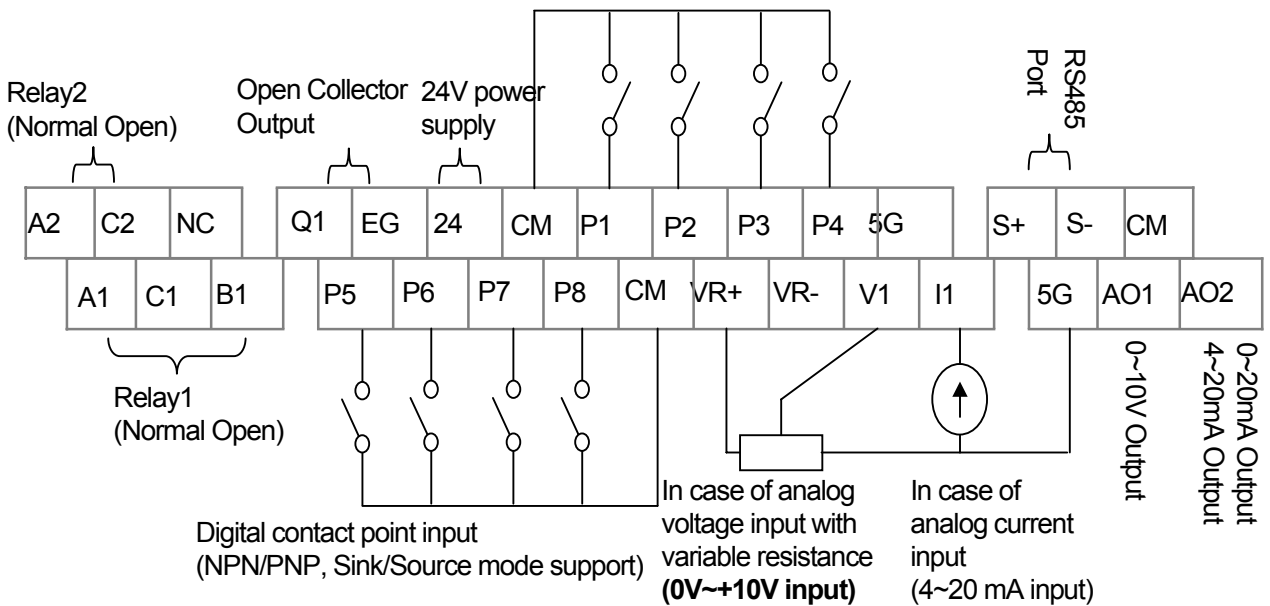 Relay2
(Normal Open)
Open Collector
Output
24V power
supply
RS485
Port
A2 C2 NC Q1 EG 24 CM P1 P2 P3 P4 5G S+ S- CM
A1 C1 B1 P5 P6 P7 P8 CM VR+ VR- V1 I1 5G AO1 AO2
Relay1
(Normal Open)
0~10V Output
0~20mA Output
4~20mA Output
Digital contact point input
(NPN/PNP, Sink/Source mode support)
In case of analog
voltage input with
variable resistance
(0V~+10V input)
In case of
analog current
input
(4~20 mA input)